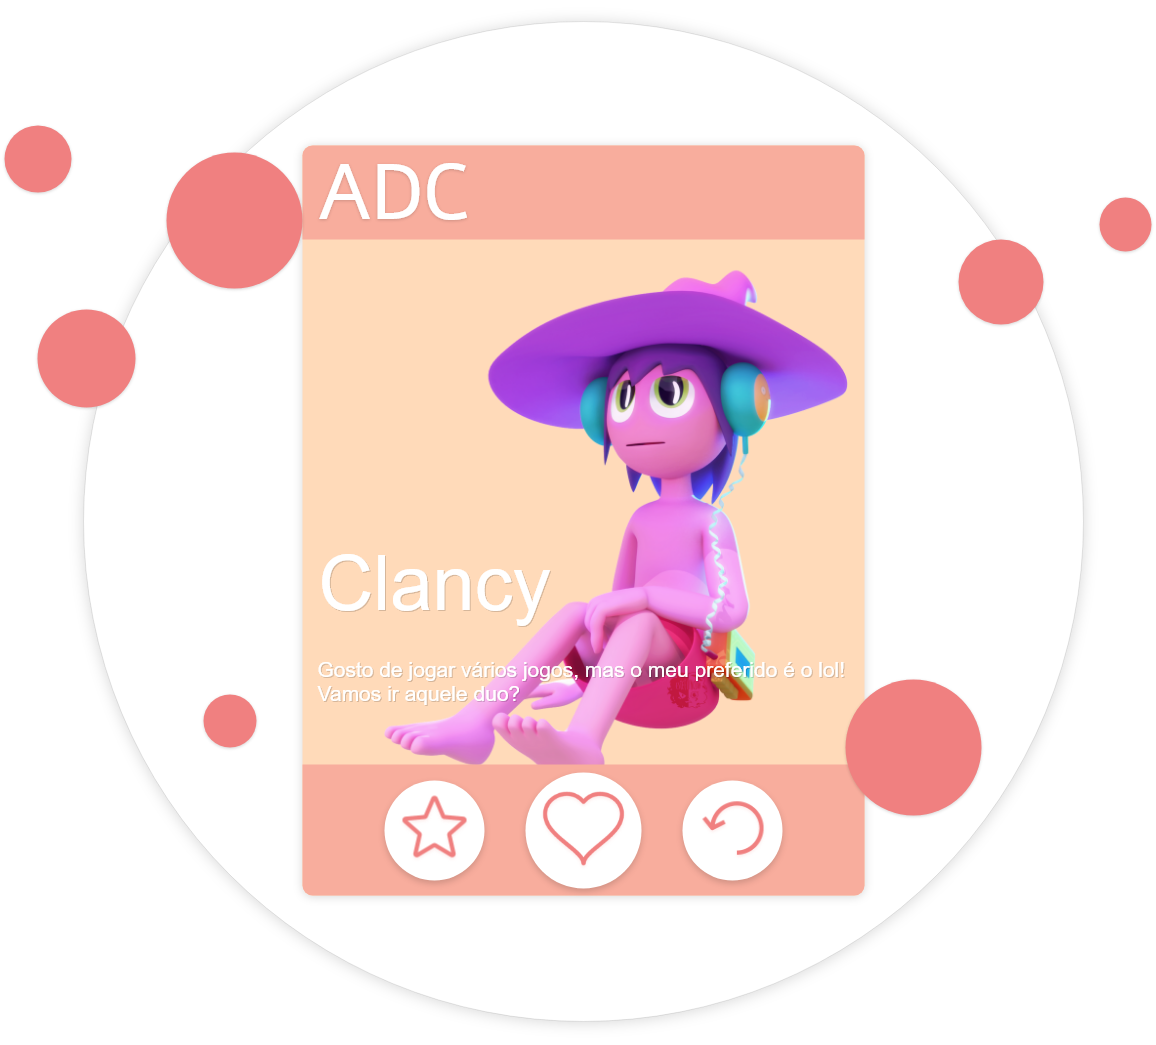 ADC
Clancy
Gosto de jogar vários jogos, mas o meu preferido é o lol!
Vamos ir aquele duo?